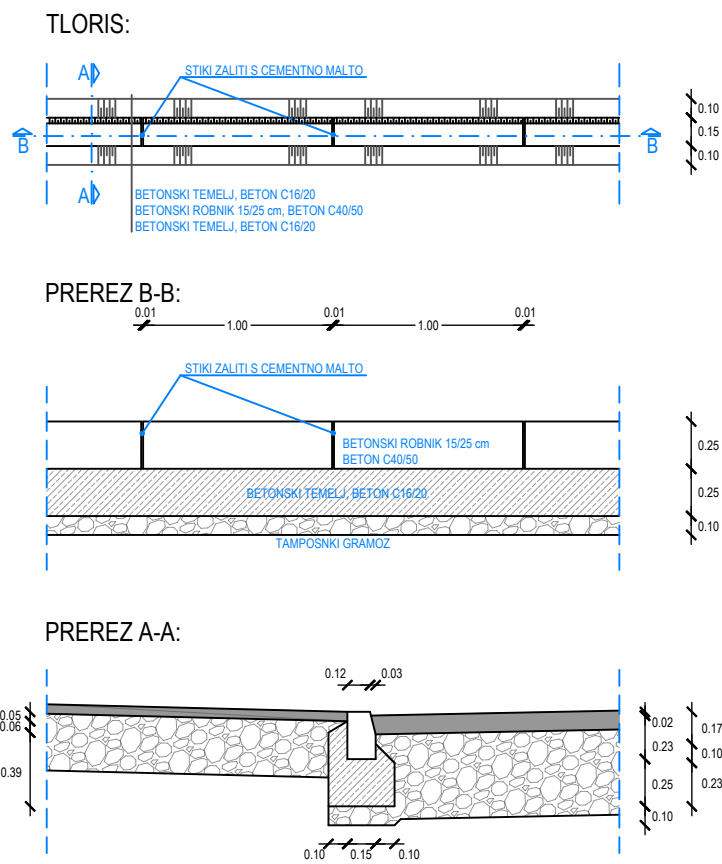 TLORIS:
A
STIKI ZALITI S CEMENTNO MALTO
0.10
0.15
0.10
B
B
A
BETONSKI TEMELJ, BETON C16/20
BETONSKI ROBNIK 15/25 cm, BETON C40/50
BETONSKI TEMELJ, BETON C16/20
PREREZ B-B:
0.01
1.00
0.01
1.00
0.01
STIKI ZALITI S CEMENTNO MALTO
BETONSKI ROBNIK 15/25 cm
BETON C40/50
BETONSKI TEMELJ, BETON C16/20
TAMPOSNKI GRAMOZ
0.25
0.25
0.10
PREREZ A-A:
0.12
0.03
0.05
0.06
0.39
0.02
0.23
0.25
0.10
0.17
0.10
0.23
0.10
0.15
0.10